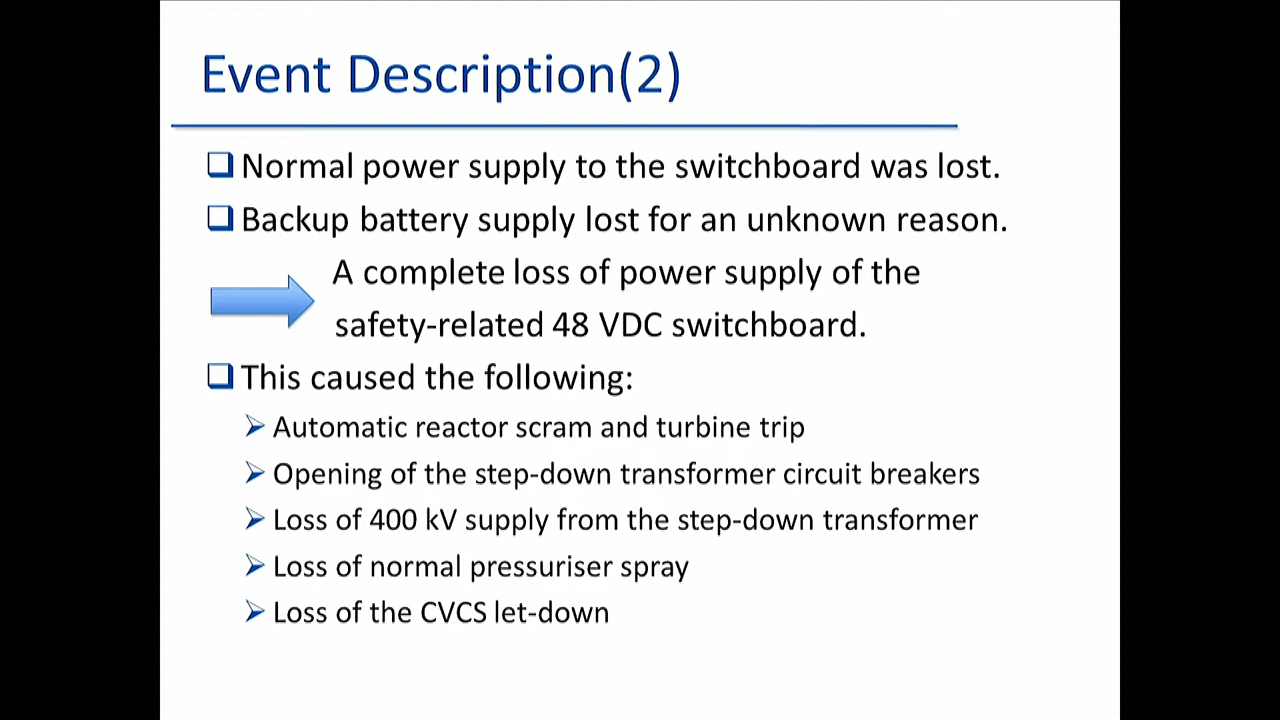 Event Description(2)
Normal power supply to the switchboard was lost.
Backup battery supply lost for an unknown reason.
A complete loss of power supply of the
safety-related 48 VDC switchboard.
This caused the following:
Automatic reactor scram and turbine trip
Opening of the step-down transformer circuit breakers
Loss of 400 kV supply from the step-down transformer
Loss of normal pressuriser spray
Loss of the CVCS let-down